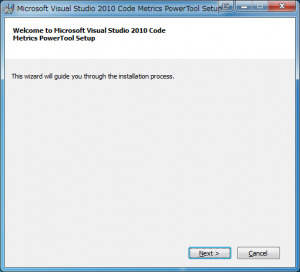 Microsoft Visual Studio 2010 Code Metrics PowerTool Setup
Welcome to Microsoft Visual Studio 2010 Code
Metrics PowerTool Setup
This wizard will guide you through the installation process.
Next >
Cancel